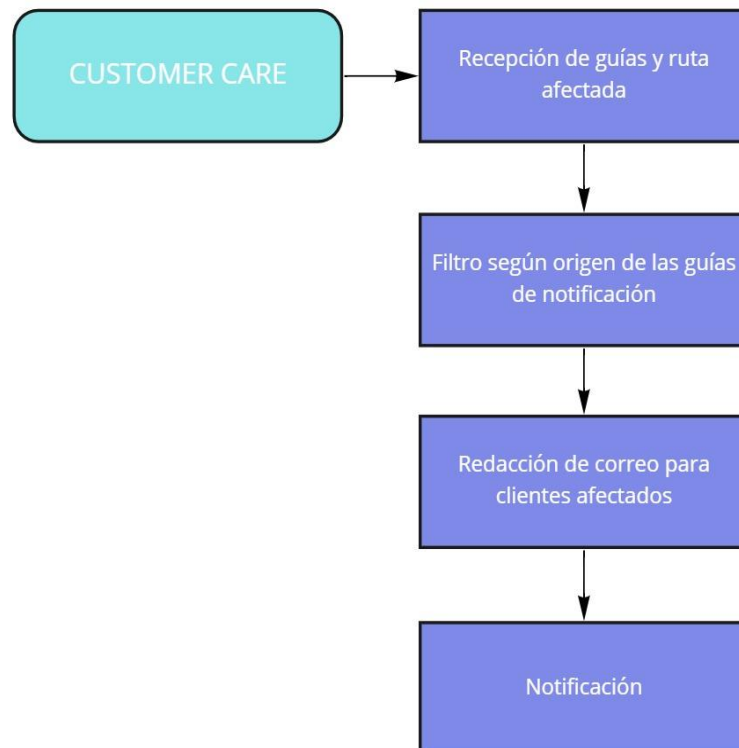 CUSTOMER CARE
Recepción de guías y ruta
afectada
Filtro según origen de las guías
de notificación
Redacción de correo para
clientes afectados
Notificación